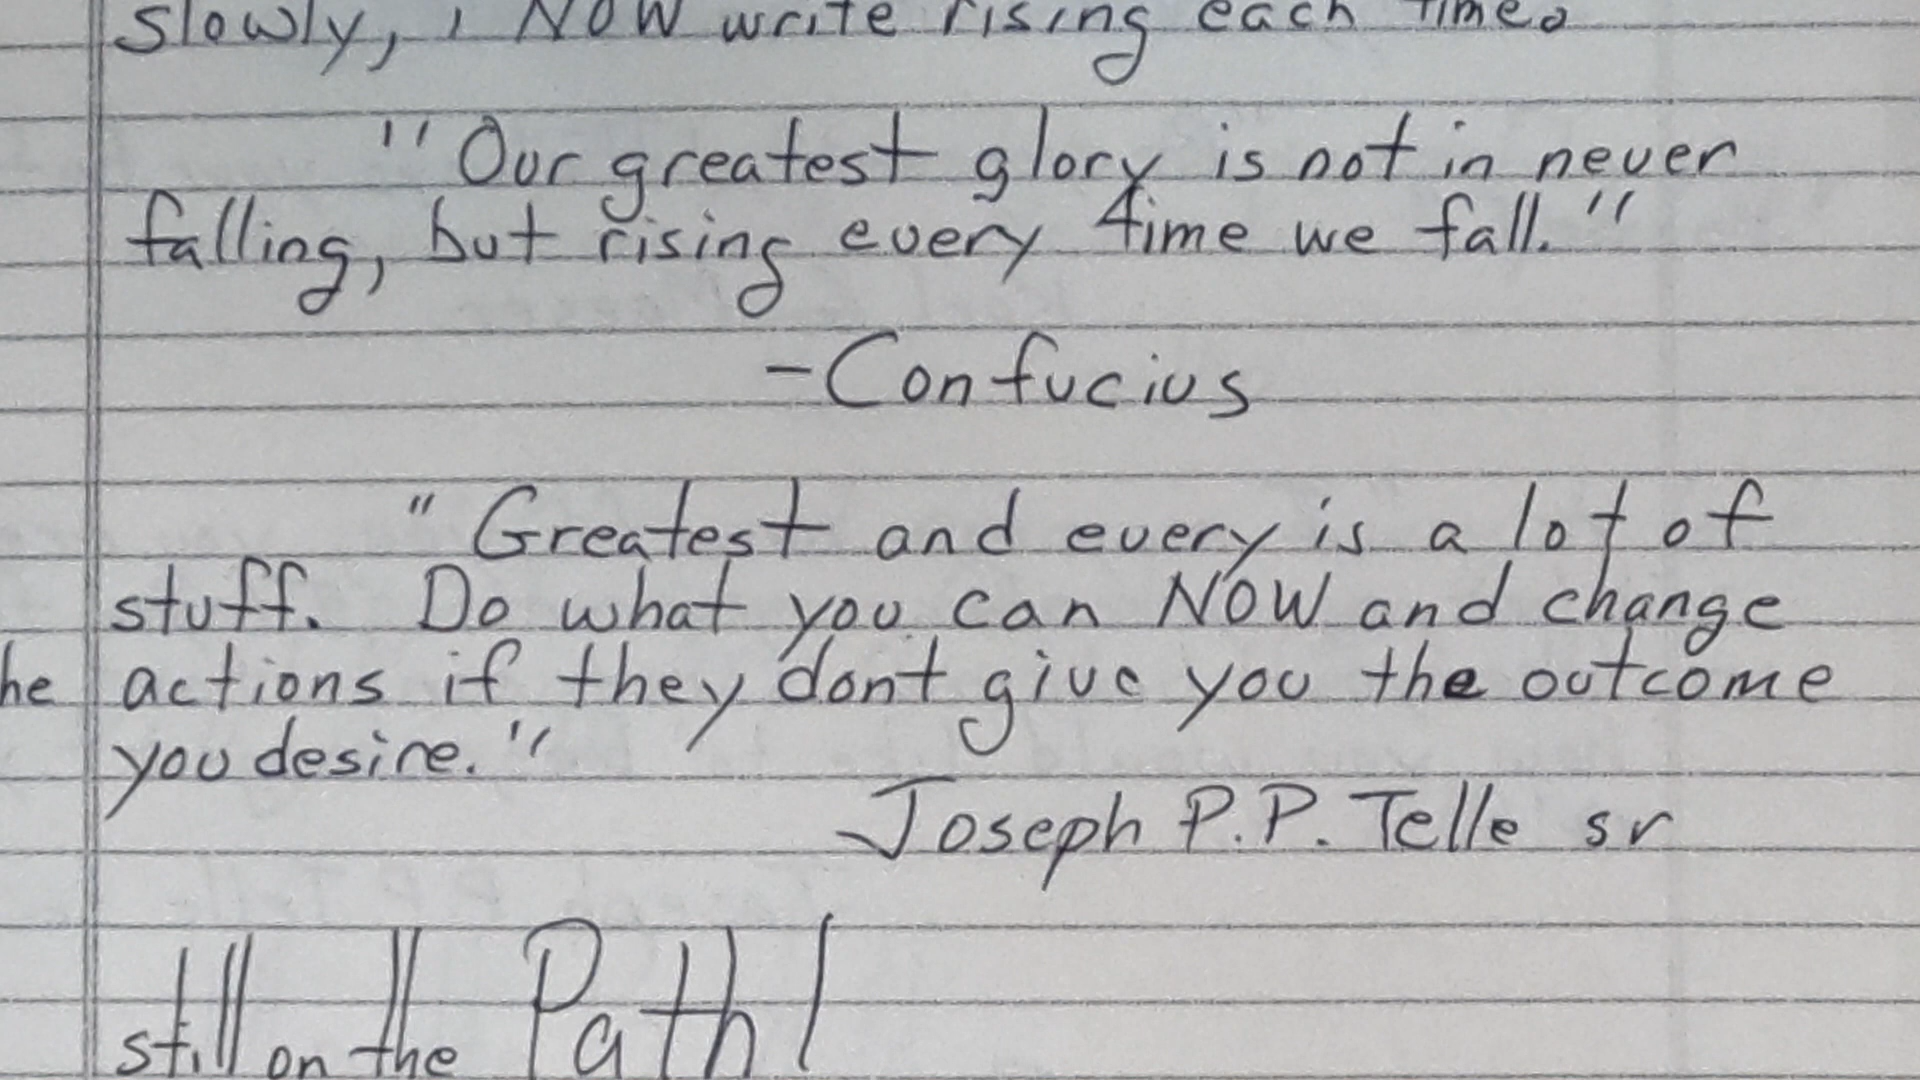 slowly, i NOW write rising each time.
"Our greatest glory is not in never
falling, but rising every time we fall."
-Confucius
"Greatest and every is a lot of
stuff. Do what you can NOW and change
he actions if they dont give you the outcome
you desire."
Joseph P.P. Telle sr
still on the Path!